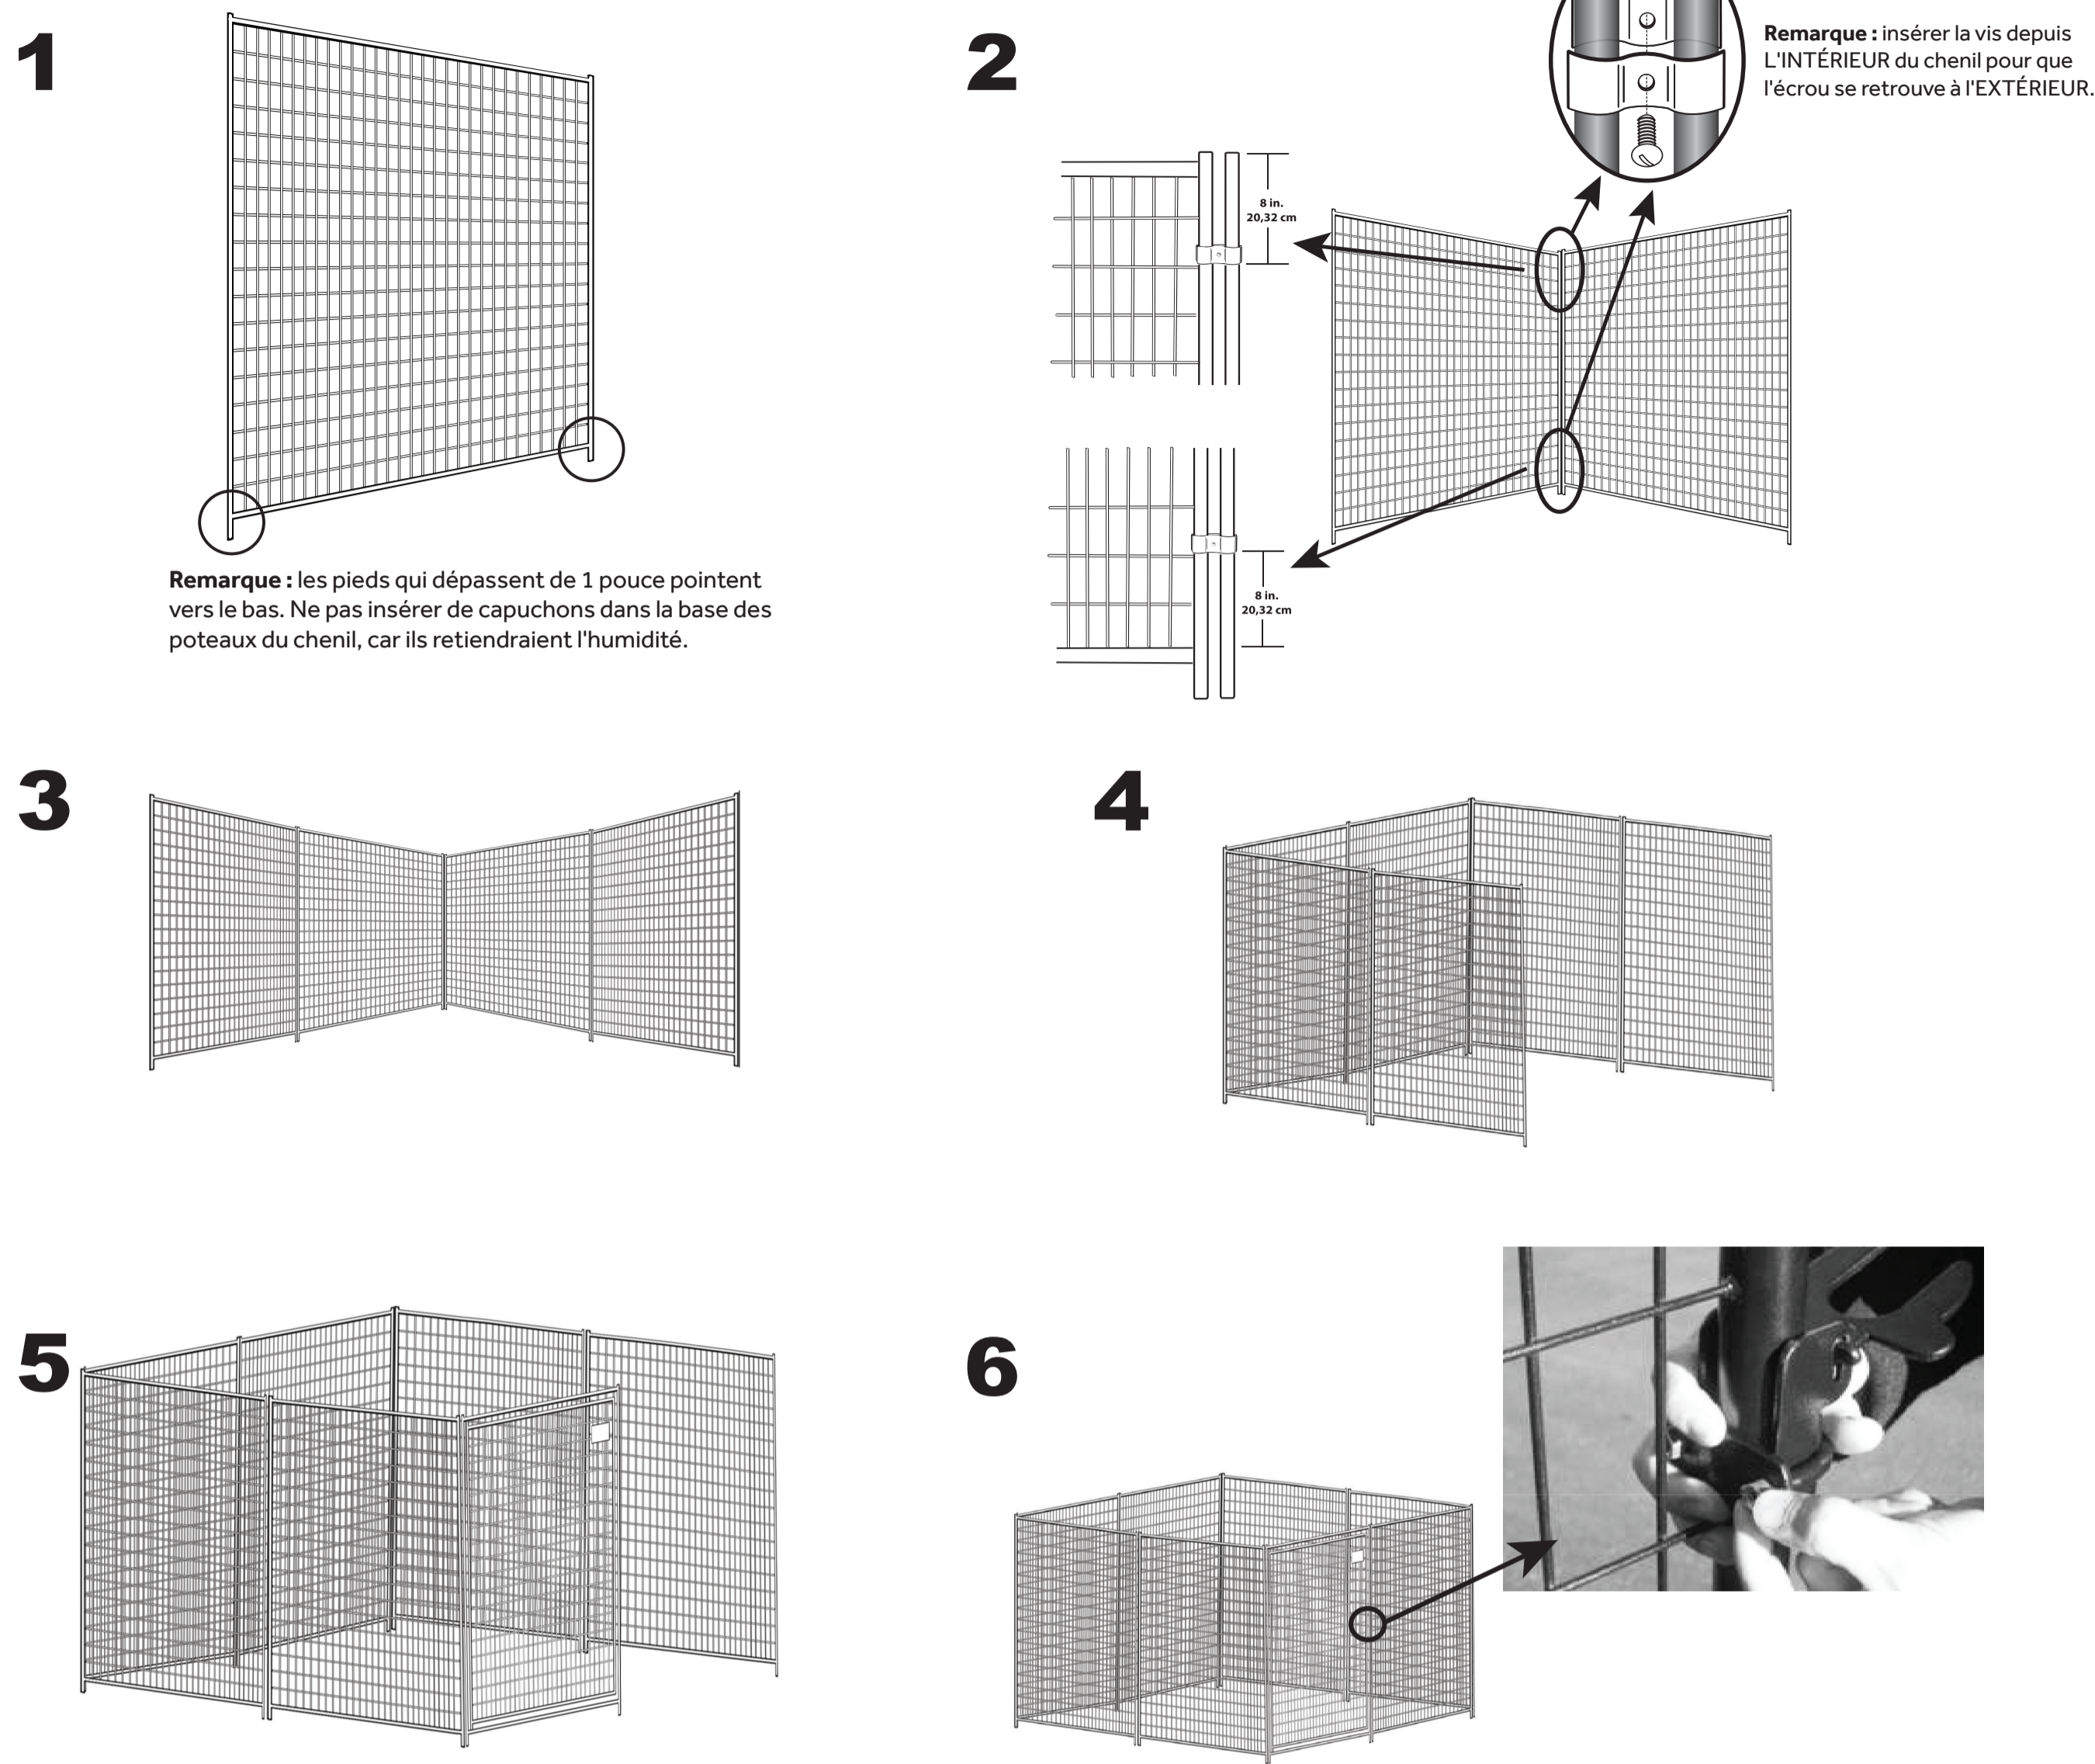 1
Remarque : les pieds qui dépassent de 1 pouce pointent
vers le bas. Ne pas insérer de capuchons dans la base des
poteaux du chenil, car ils retiendraient l'humidité.
2
Remarque : insérer la vis depuis
L'INTÉRIEUR du chenil pour que
l'écrou se retrouve à l'EXTÉRIEUR.
8 in.
20,32 cm
8 in.
20,32 cm
3
4
5
6